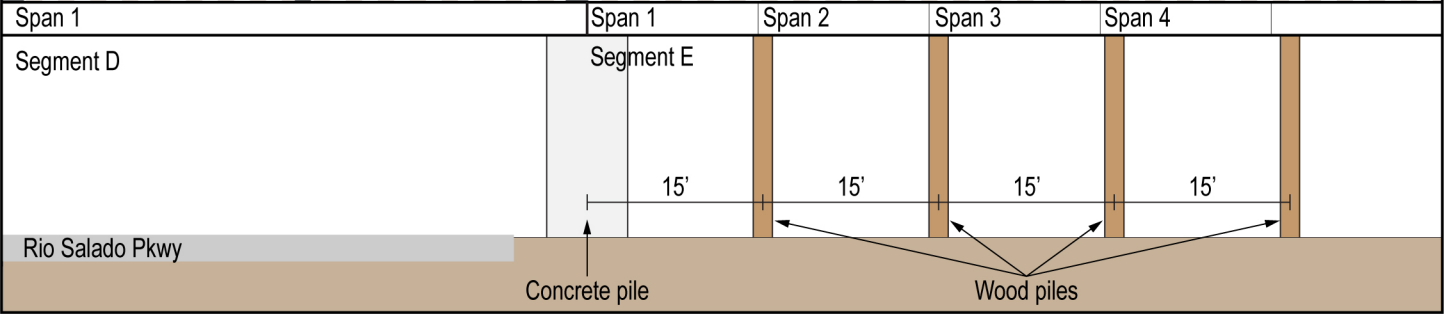 Span 1
Span 1
Span 2
Span 3
Span 4
Segment D
Segment E
15’
15’
15’
15’
Rio Salado Pkwy
Concrete pile
Wood piles